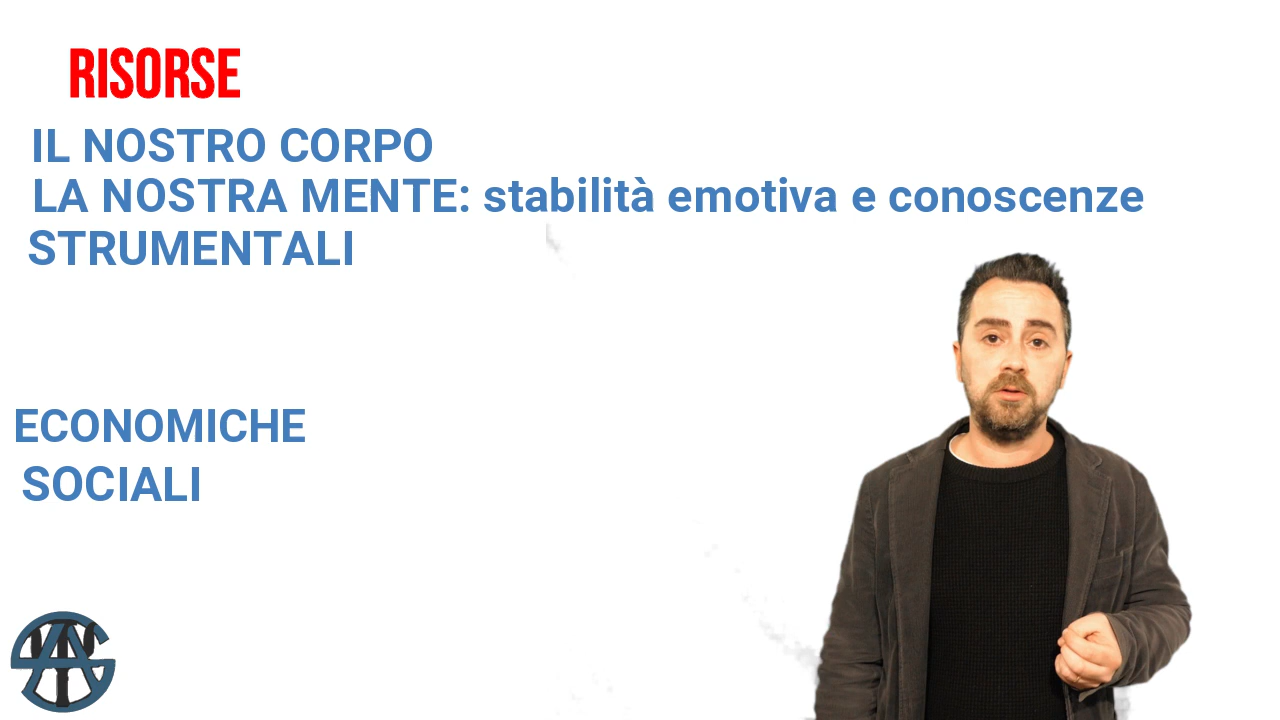 RISORSE
IL NOSTRO CORPO
LA NOSTRA MENTE: stabilità emotiva e conoscenze
STRUMENTALI
ECONOMICHE
SOCIALI